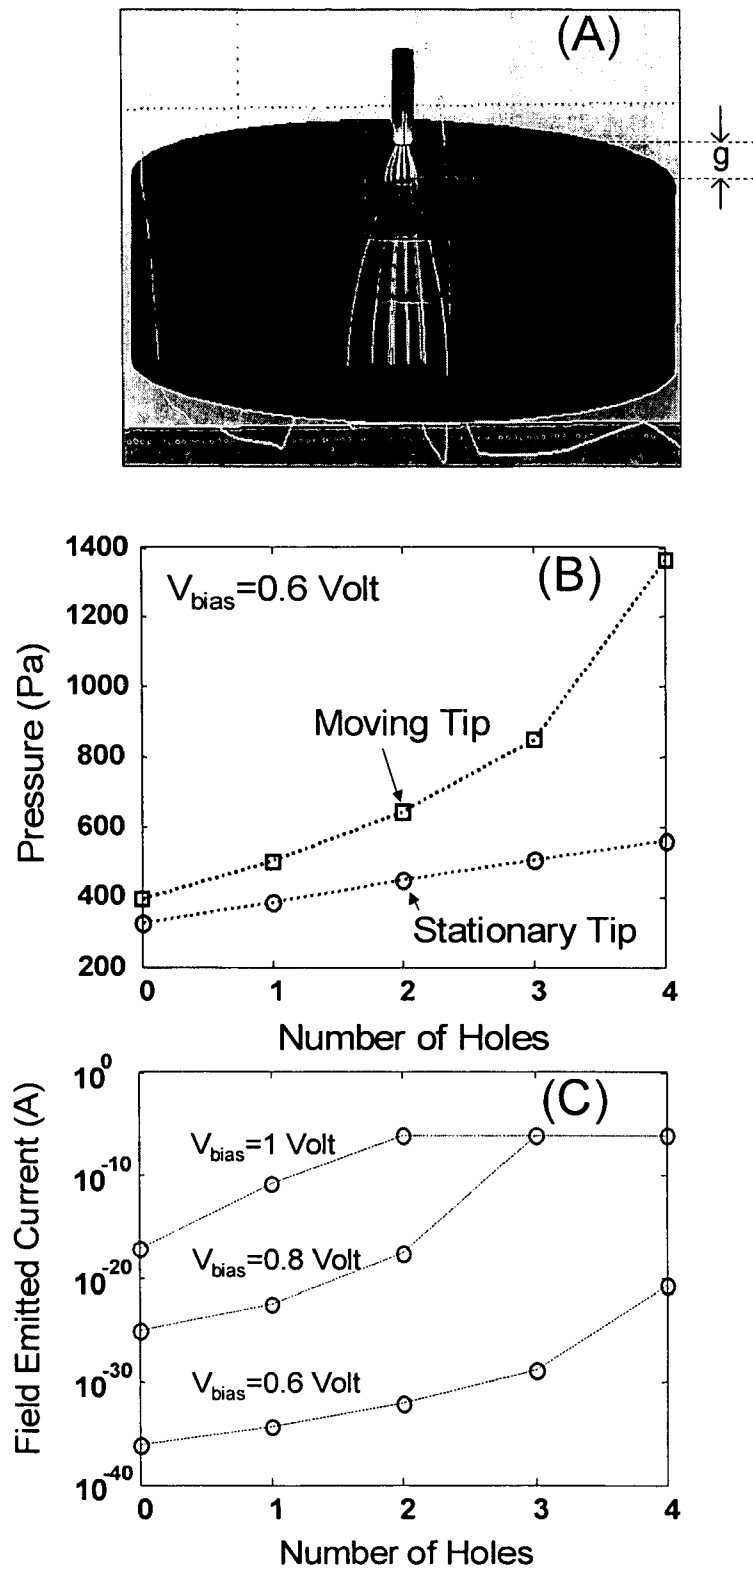 (A)
g
1400
1200
1000
800
600
400
200
Pressure (Pa)
V_bias=0.6 Volt
(B)
Moving Tip
Stationary Tip
0 1 2 3 4
Number of Holes
10^0
10^-10
10^-20
10^-30
10^-40
Field Emitted Current (A)
(C)
V_bias=1 Volt
V_bias=0.8 Volt
V_bias=0.6 Volt
0 1 2 3 4
Number of Holes